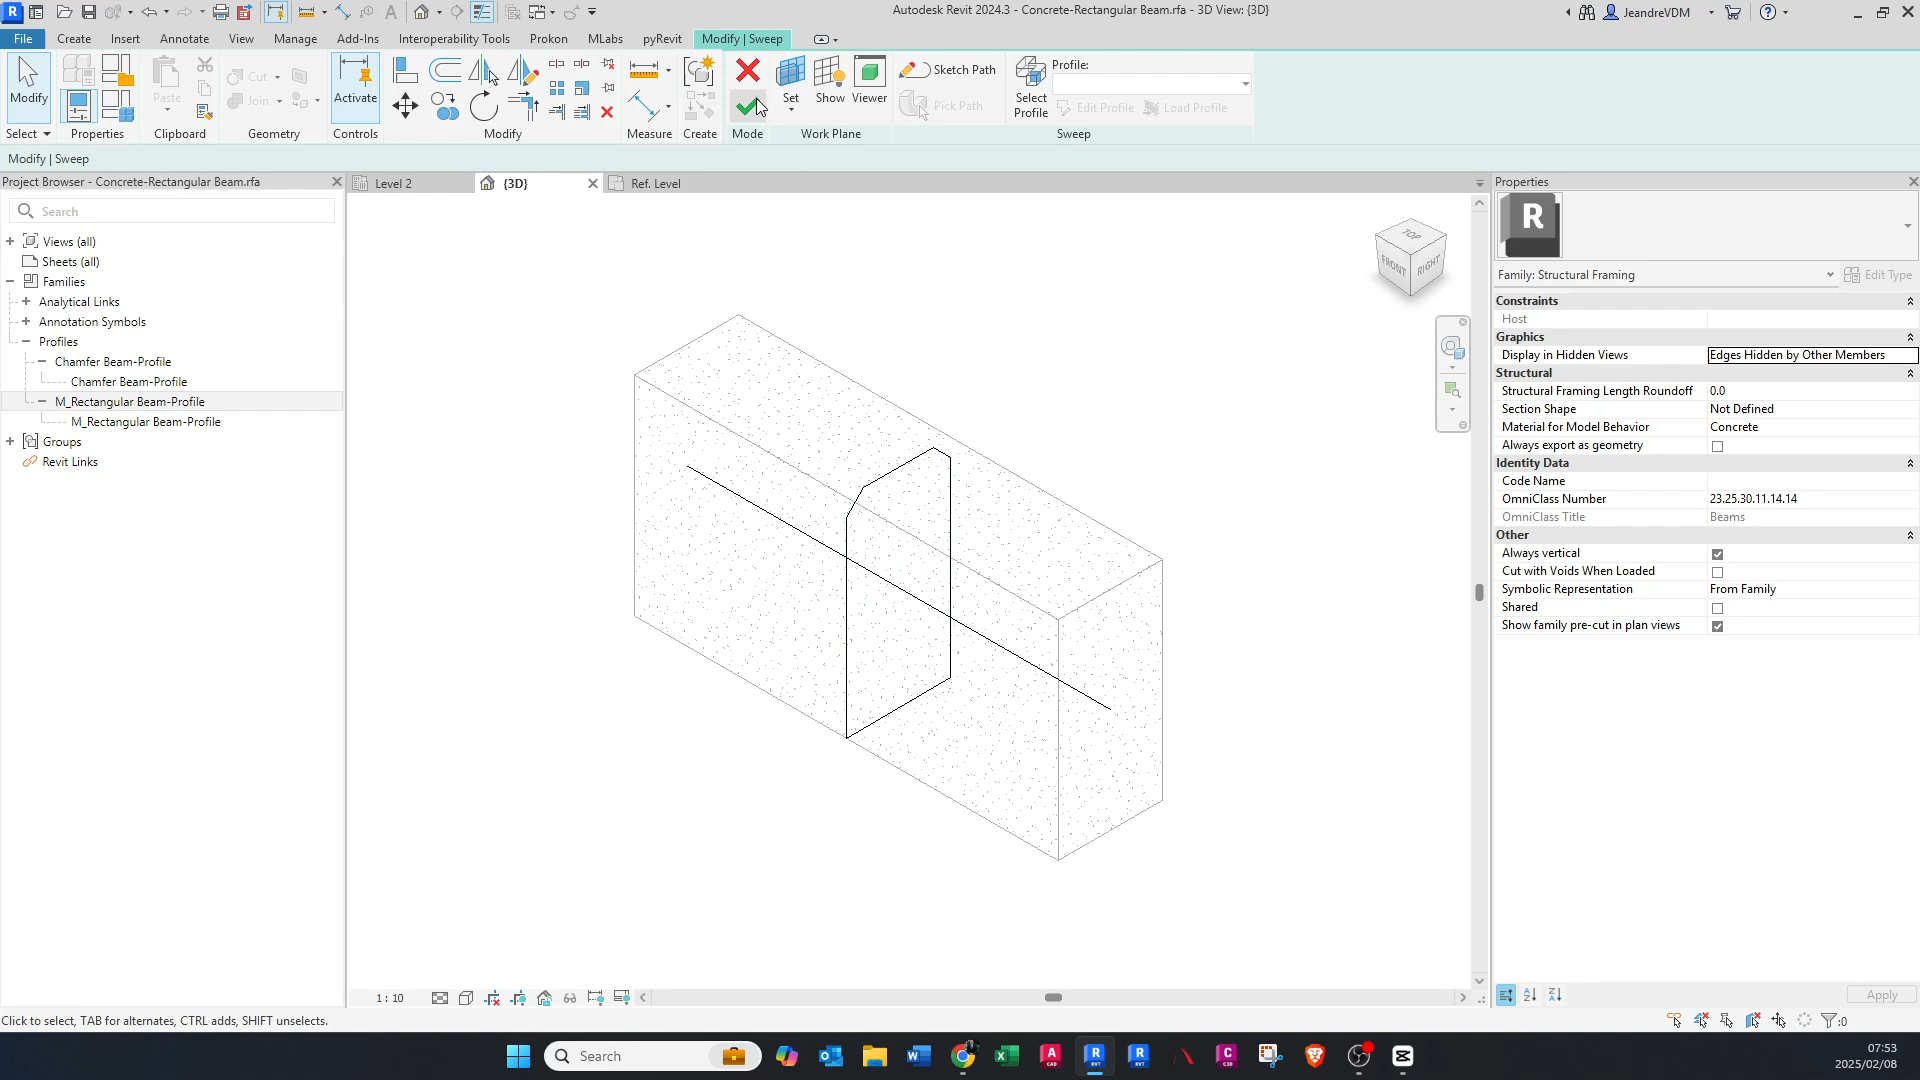 Autodesk Revit 2024.3 - Concrete-Rectangular Beam.rfa - 3D View: {3D}
JeandreVDM
File
Create
Insert
Annotate
View
Manage
Add-Ins
Interoperability Tools
Prokon
MLabs
pyRevit
Modify | Sweep
Modify
Paste
Cut
Join
Activate
Set
Show
Viewer
Sketch Path
Pick Path
Select Profile
Profile:
Edit Profile
Load Profile
Select
Properties
Clipboard
Geometry
Controls
Modify
Measure
Create
Mode
Work Plane
Sweep
Modify | Sweep
Project Browser - Concrete-Rectangular Beam.rfa
Search
Views (all)
Sheets (all)
Families
Analytical Links
Annotation Symbols
Profiles
Chamfer Beam-Profile
Chamfer Beam-Profile
M_Rectangular Beam-Profile
M_Rectangular Beam-Profile
Groups
Revit Links
Level 2
{3D}
Ref. Level
TOP
FRONT
RIGHT
Properties
R
Family: Structural Framing
Edit Type
Constraints
Host
Graphics
Display in Hidden Views Edges Hidden by Other Members
Structural
Structural Framing Length Roundoff 0.0
Section Shape Not Defined
Material for Model Behavior Concrete
Always export as geometry
Identity Data
Code Name
OmniClass Number 23.25.30.11.14.14
OmniClass Title Beams
Other
Always vertical
Cut with Voids When Loaded
Symbolic Representation From Family
Shared
Show family pre-cut in plan views
Apply
1 : 10
Click to select, TAB for alternates, CTRL adds, SHIFT unselects.
:0
Search
07:53
2025/02/08